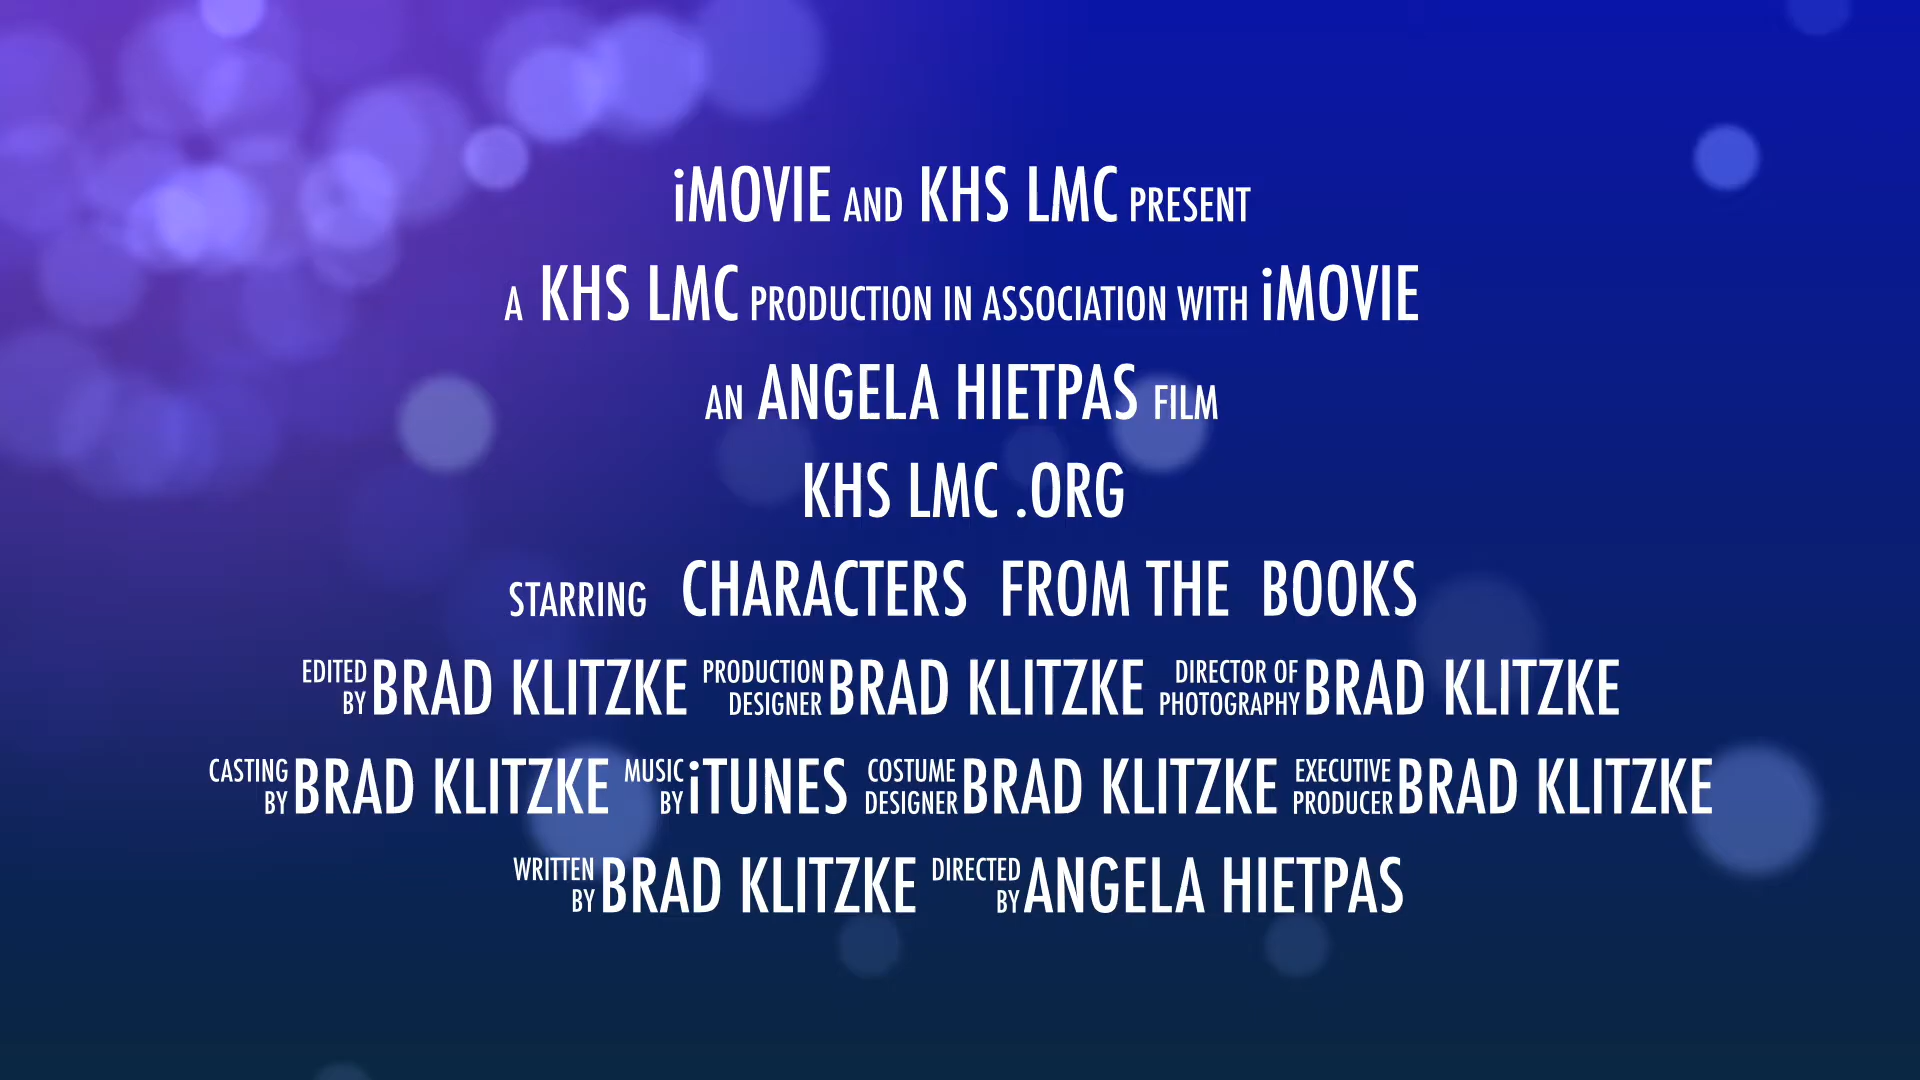 iMOVIE AND KHS LMC PRESENT
A KHS LMC PRODUCTION IN ASSOCIATION WITH iMOVIE
AN ANGELA HIETPAS FILM
KHS LMC .ORG
STARRING CHARACTERS FROM THE BOOKS
EDITED BY BRAD KLITZKE PRODUCTION DESIGNER BRAD KLITZKE DIRECTOR OF PHOTOGRAPHY BRAD KLITZKE
CASTING BY BRAD KLITZKE MUSIC BY iTUNES COSTUME DESIGNER BRAD KLITZKE EXECUTIVE PRODUCER BRAD KLITZKE
WRITTEN BY BRAD KLITZKE DIRECTED BY ANGELA HIETPAS